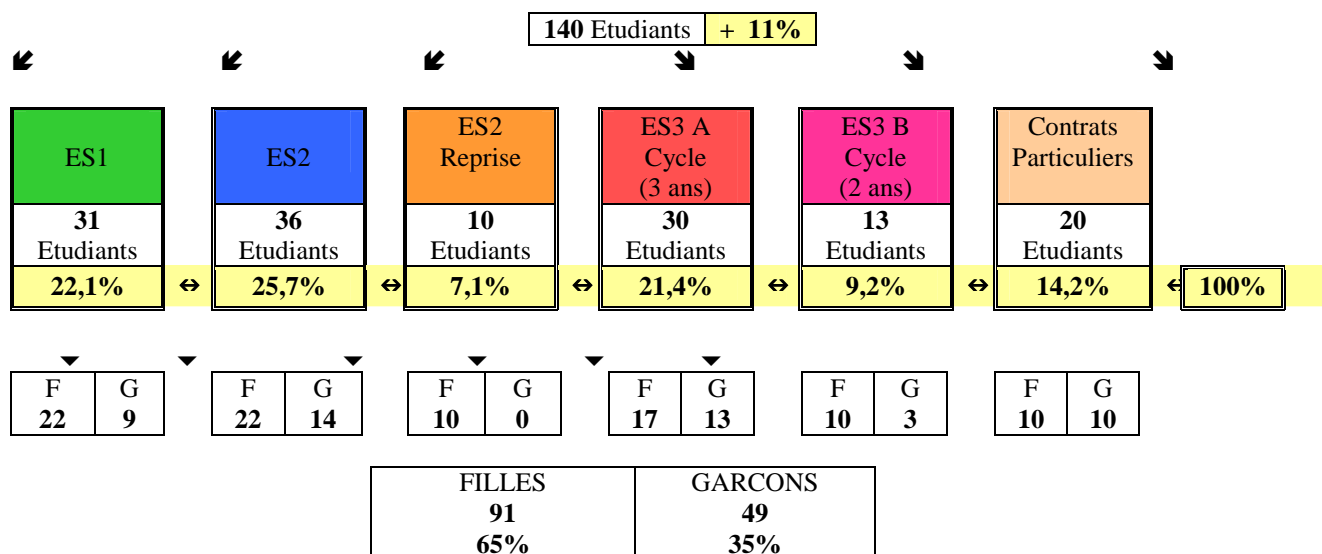 140 Etudiants + 11%
ES1
ES2
ES2 Reprise
ES3 A Cycle (3 ans)
ES3 B Cycle (2 ans)
Contrats Particuliers
31 Etudiants
36 Etudiants
10 Etudiants
30 Etudiants
13 Etudiants
20 Etudiants
22,1% ↔ 25,7% ↔ 7,1% ↔ 21,4% ↔ 9,2% ↔ 14,2% 100%
F G F G F G F G F G F G
22 9 22 14 10 0 17 13 10 3 10 10
FILLES GARCONS
91 49
65% 35%